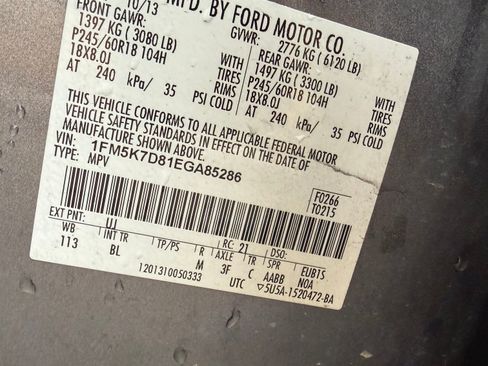 10/13 MFD. BY FORD MOTOR CO.
FRONT GAWR: GVWR: 2776 KG ( 6120 LB)
1397 KG ( 3080 LB) WITH REAR GAWR: WITH
P245/60R18 104H TIRES 1497 KG ( 3300 LB) TIRES
18X8.0J RIMS P245/60R18 104H RIMS
AT 240 kPa/ 35 PSI COLD 18X8.0J
AT 240 kPa/ 35 PSI COLD
THIS VEHICLE CONFORMS TO ALL APPLICABLE FEDERAL MOTOR
VEHICLE SAFETY STANDARDS IN EFFECT ON THE DATE OF
MANUFACTURE SHOWN ABOVE.
VIN: 1FM5K7D81EGA85286
TYPE: MPV
F0266
T0215
EXT PNT: UJ RC: 21 DSO:
WB INT TR TP/PS R AXLE TR SPR EUB15
113 BL M 3F C AABB NOA
1201310050333 UTC ▽5U5A-1520472-BA